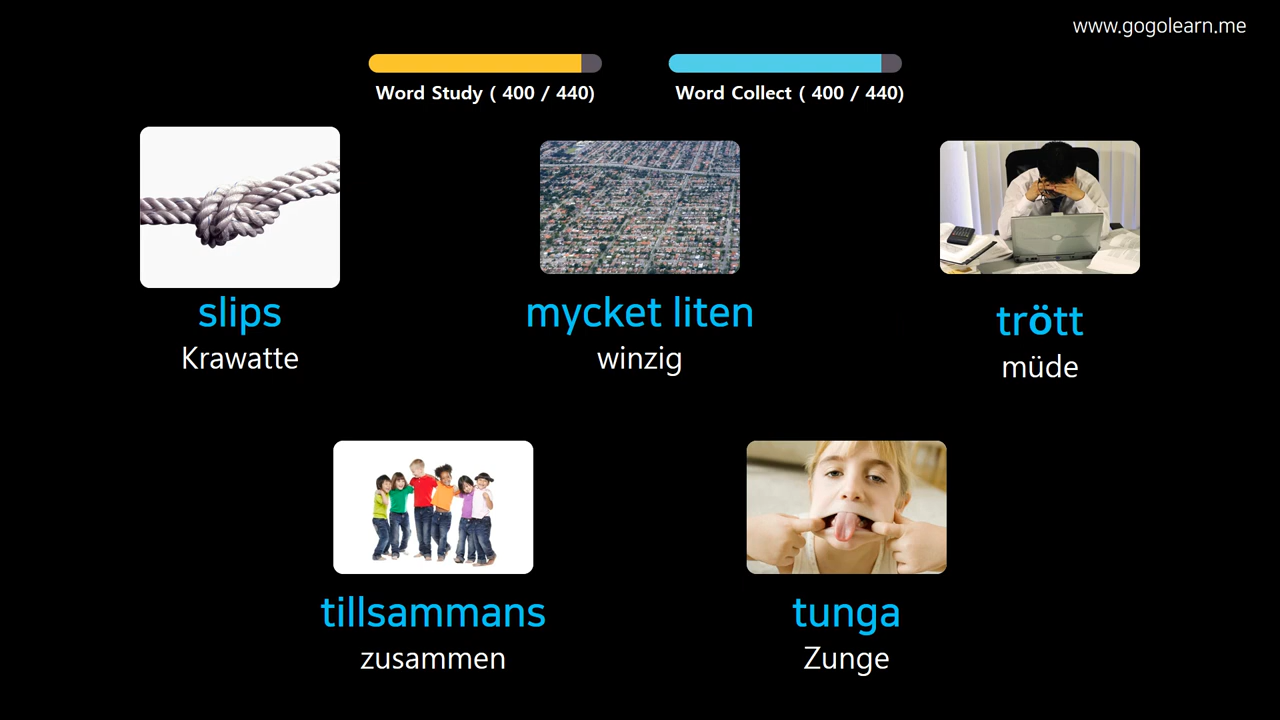 www.gogolearn.me
Word Study ( 400 / 440)
Word Collect ( 400 / 440)
slips
Krawatte
mycket liten
winzig
trött
müde
tillsammans
zusammen
tunga
Zunge